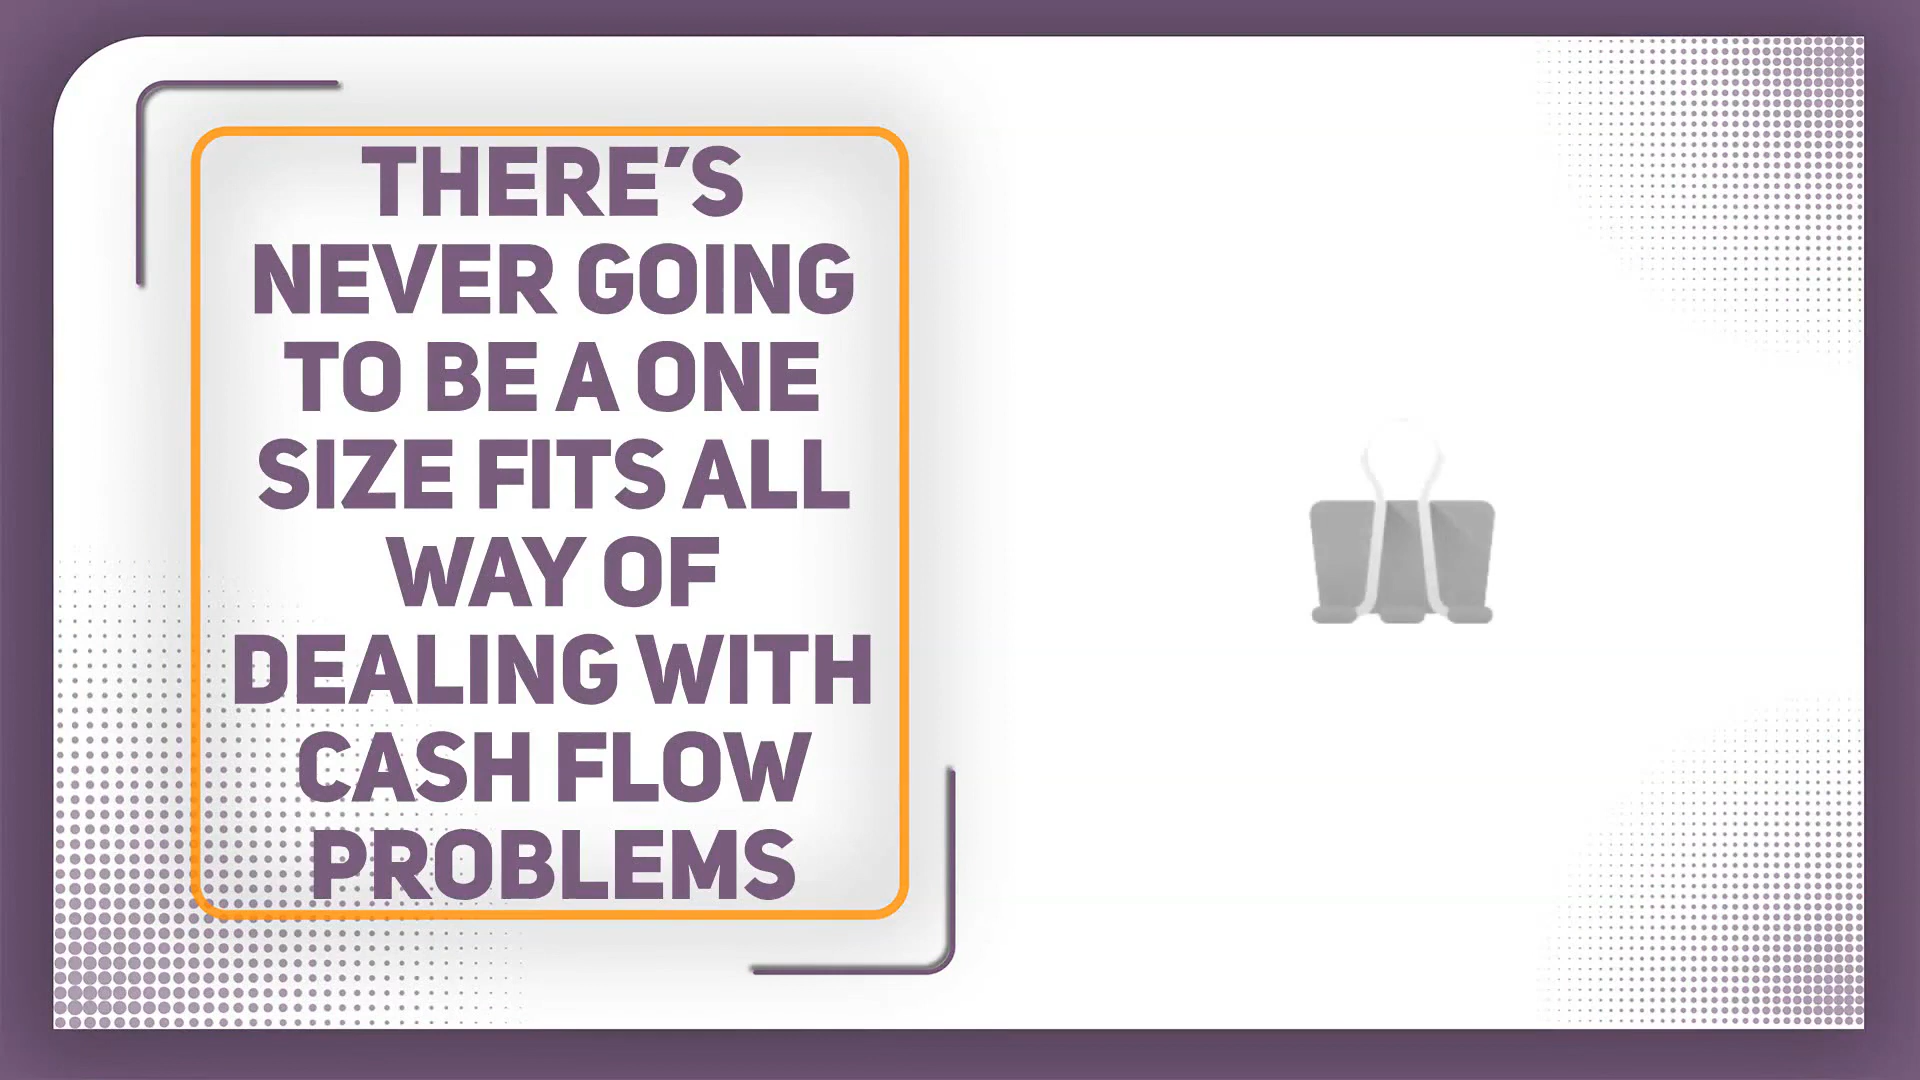 THERE’S
NEVER GOING
TO BE A ONE
SIZE FITS ALL
WAY OF
DEALING WITH
CASH FLOW
PROBLEMS